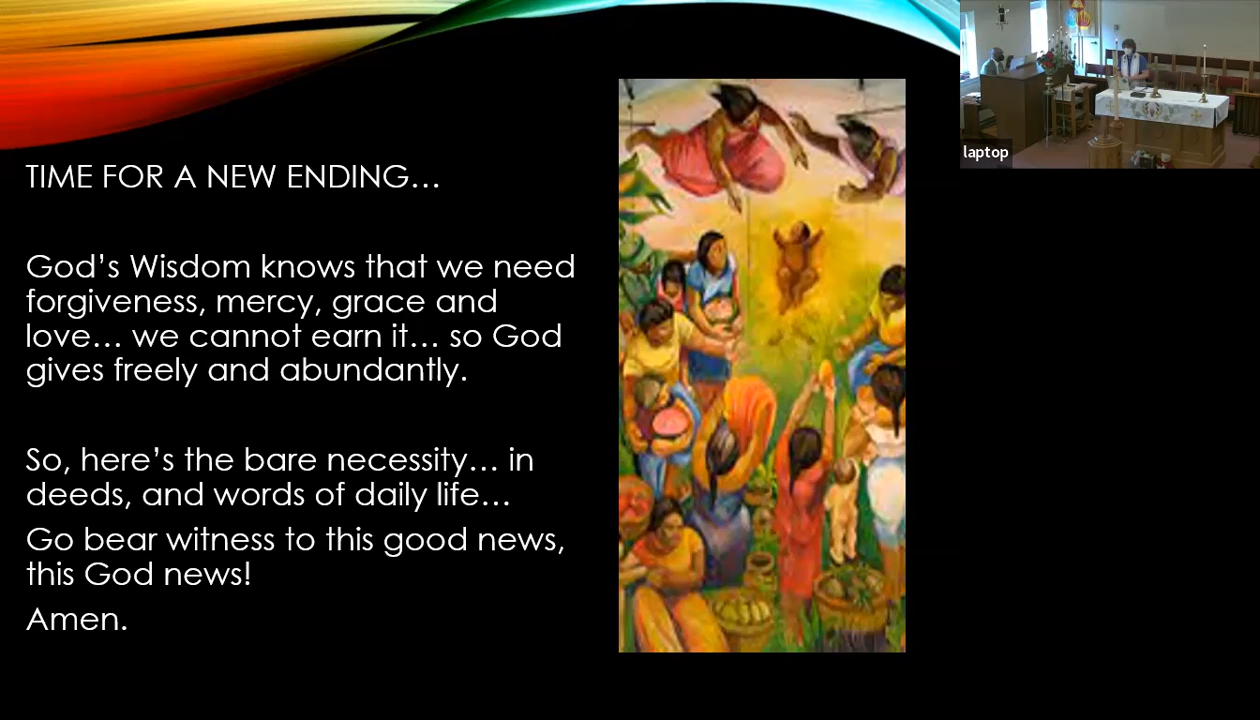 TIME FOR A NEW ENDING…
God’s Wisdom knows that we need
forgiveness, mercy, grace and
love… we cannot earn it… so God
gives freely and abundantly.
So, here’s the bare necessity… in
deeds, and words of daily life…
Go bear witness to this good news,
this God news!
Amen.
laptop